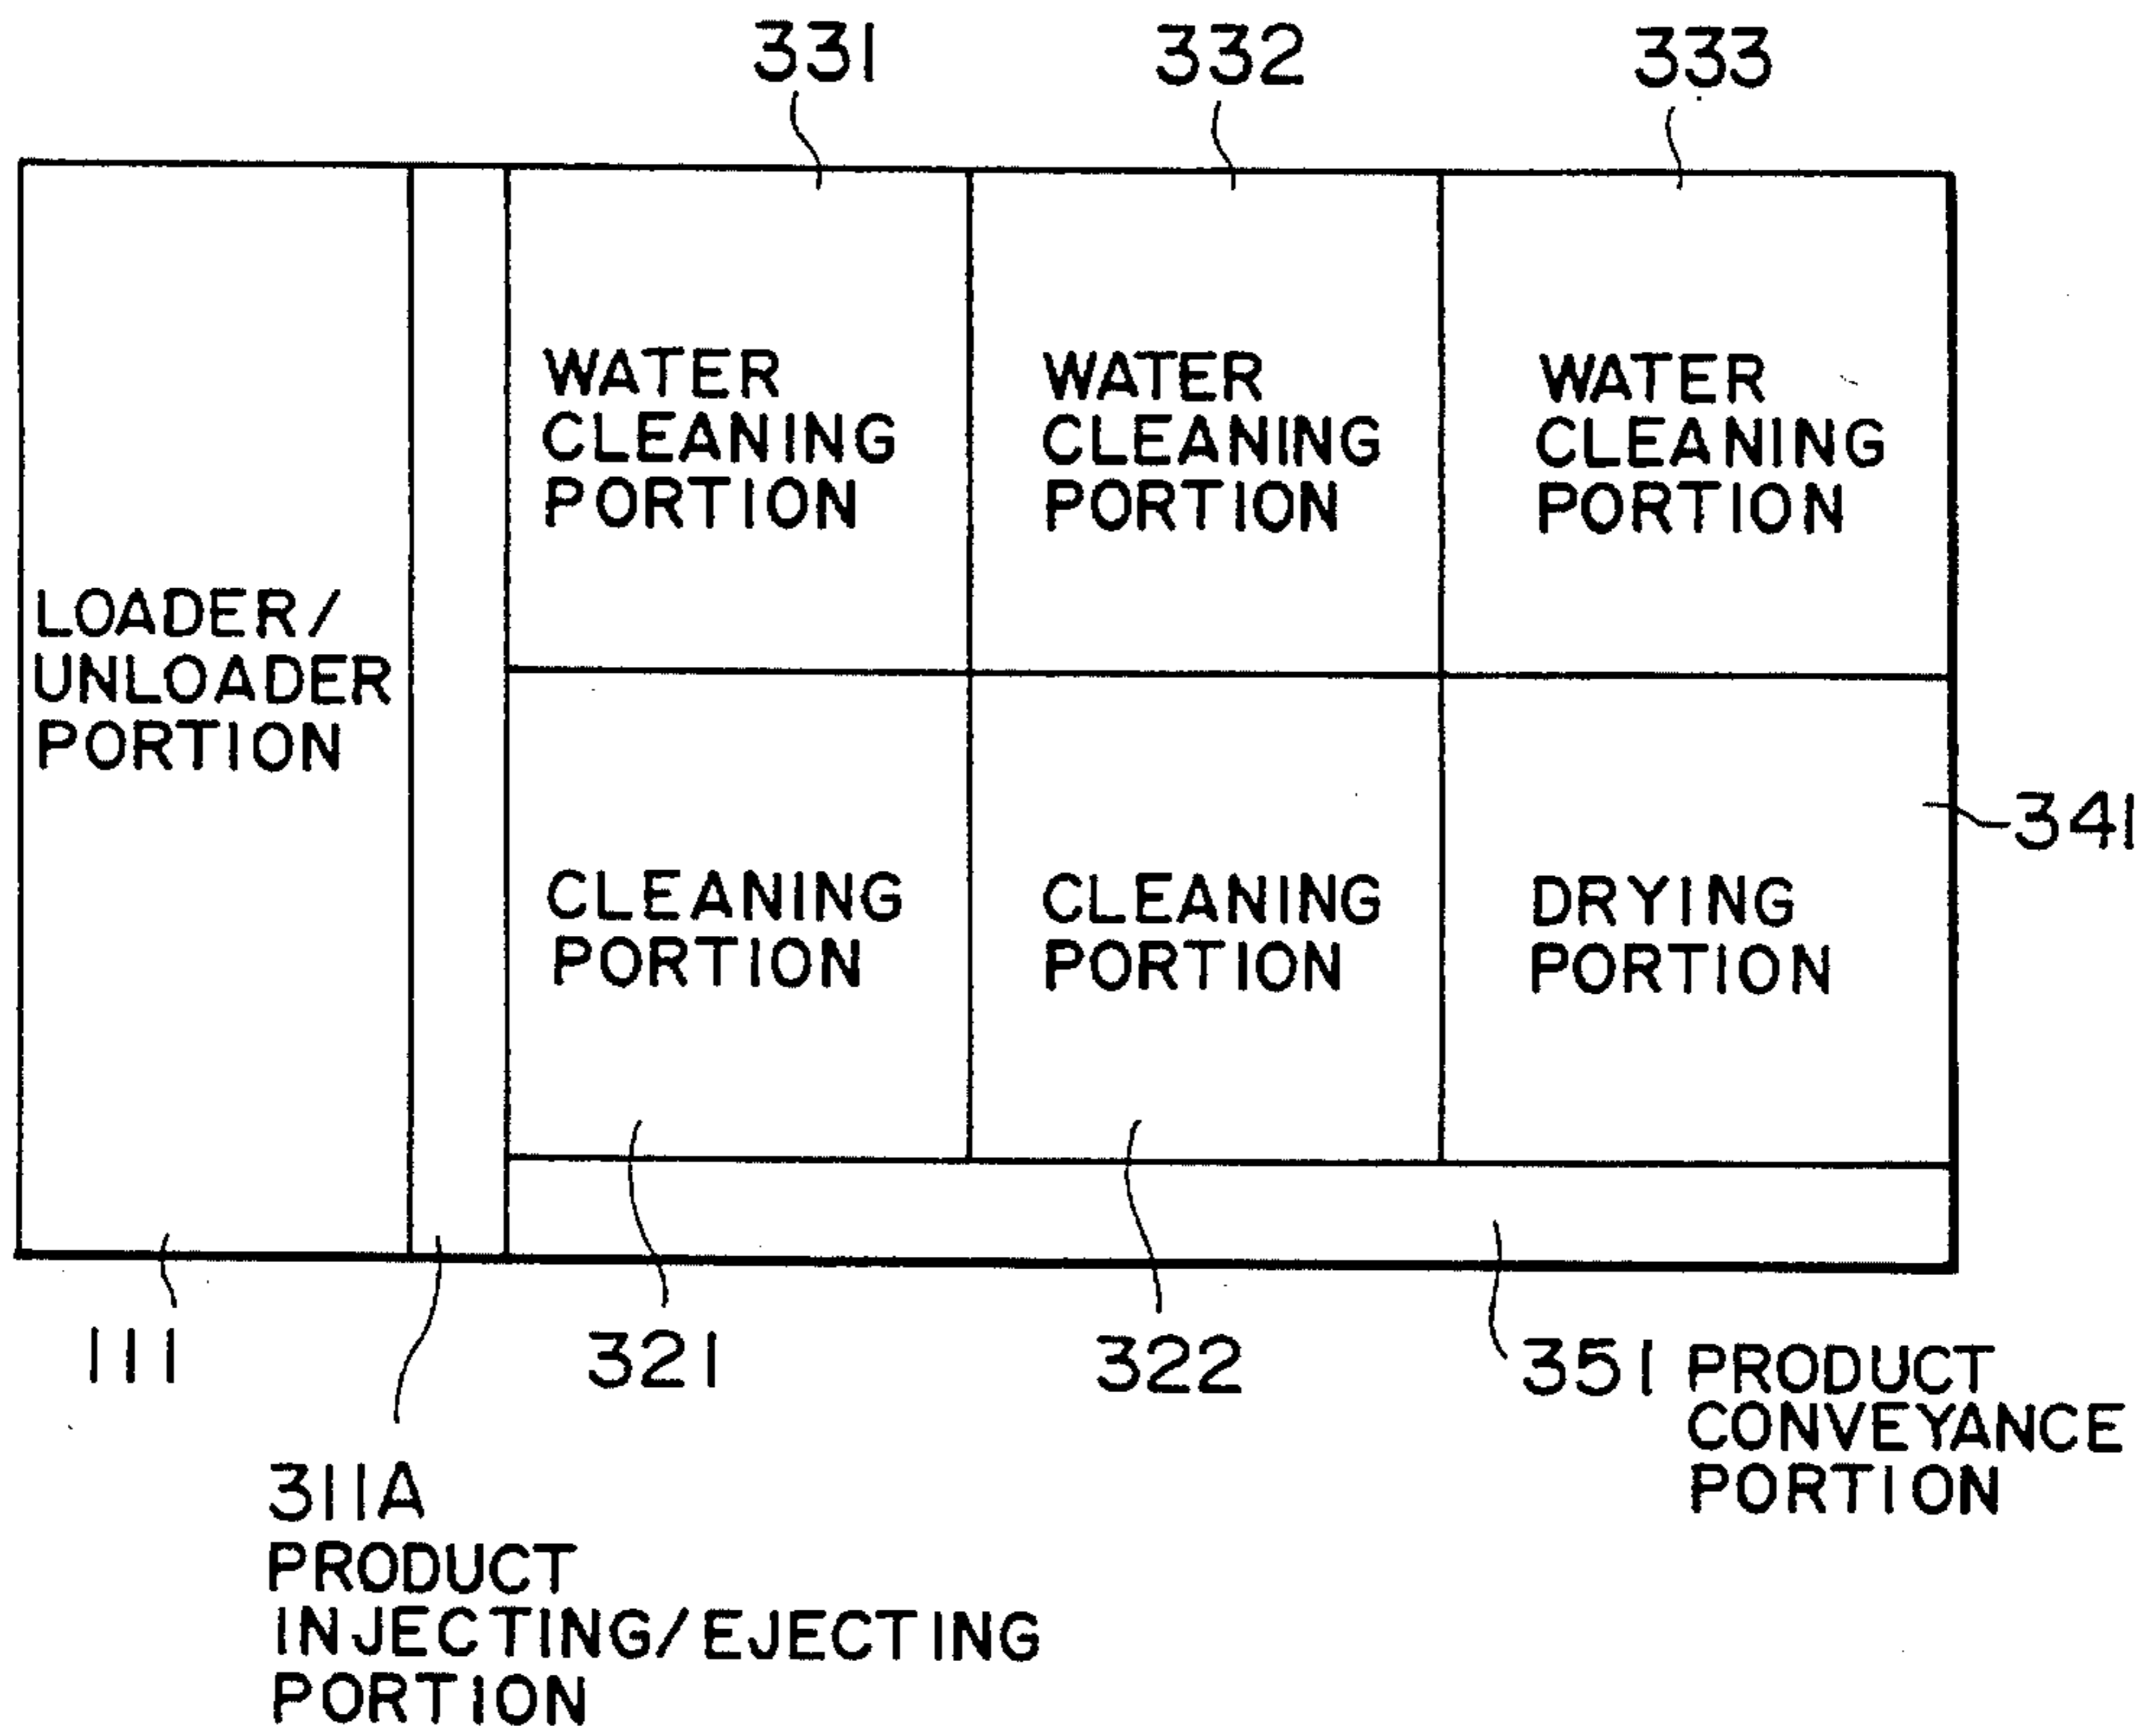 331
332
333
WATER
CLEANING
PORTION
WATER
CLEANING
PORTION
WATER
CLEANING
PORTION
LOADER/
UNLOADER
PORTION
341
CLEANING
PORTION
CLEANING
PORTION
DRYING
PORTION
111
321
322
351 PRODUCT
CONVEYANCE
PORTION
311A
PRODUCT
INJECTING/EJECTING
PORTION